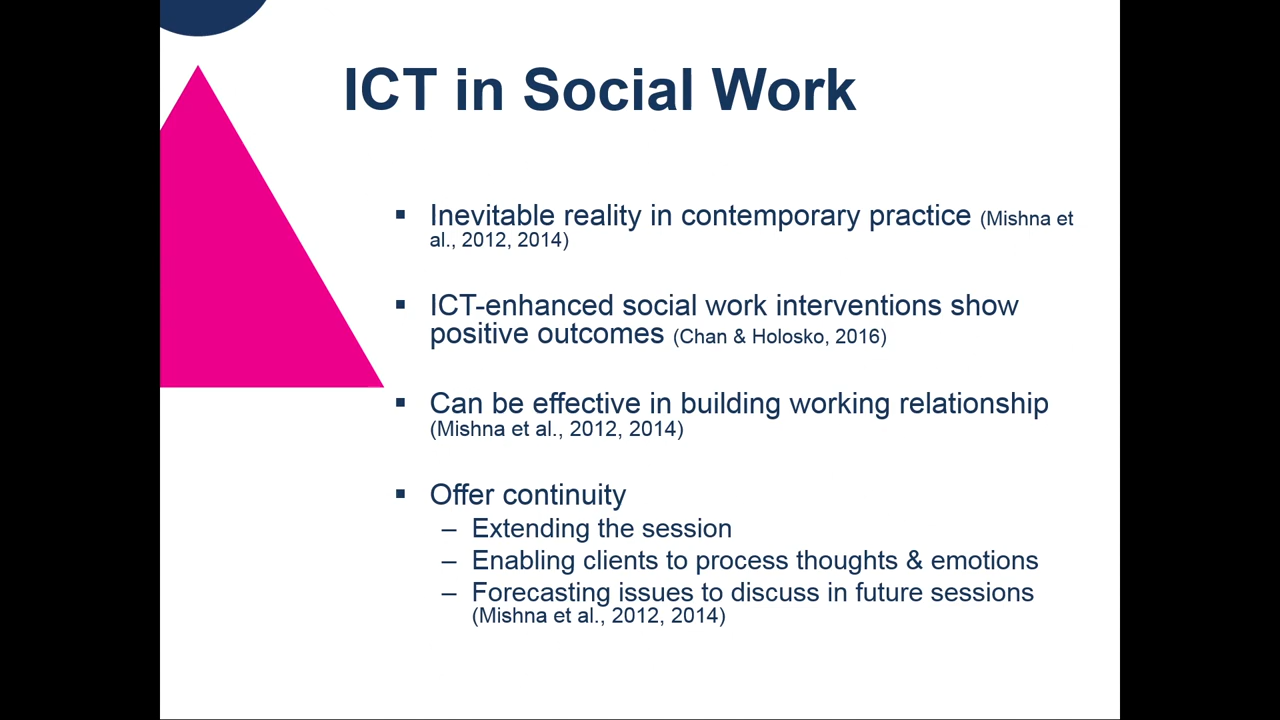 ICT in Social Work
▪ Inevitable reality in contemporary practice (Mishna et
al., 2012, 2014)
▪ ICT-enhanced social work interventions show
positive outcomes (Chan & Holosko, 2016)
▪ Can be effective in building working relationship
(Mishna et al., 2012, 2014)
▪ Offer continuity
– Extending the session
– Enabling clients to process thoughts & emotions
– Forecasting issues to discuss in future sessions
(Mishna et al., 2012, 2014)